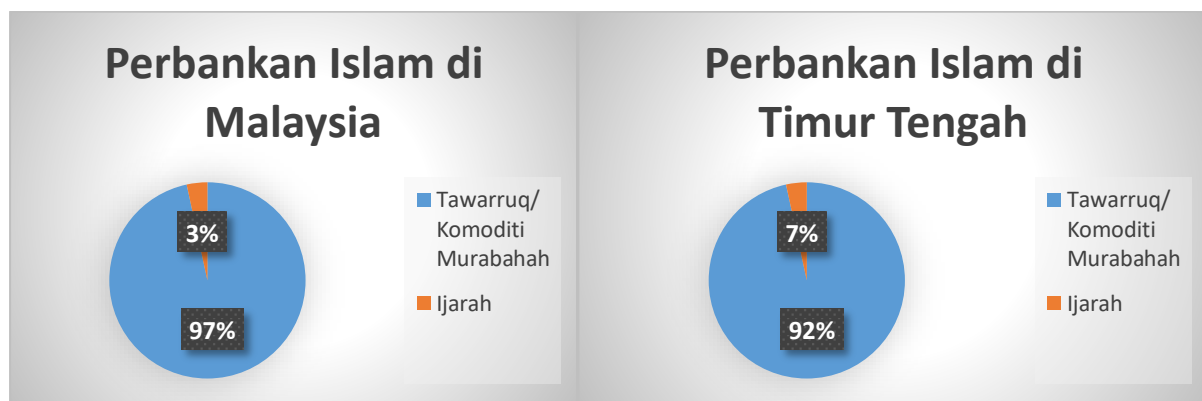 Perbankan Islam di
Malaysia
3%
97%
Tawarruq/
Komoditi
Murabahah
Ijarah
Perbankan Islam di
Timur Tengah
7%
92%
Tawarruq/
Komoditi
Murabahah
Ijarah